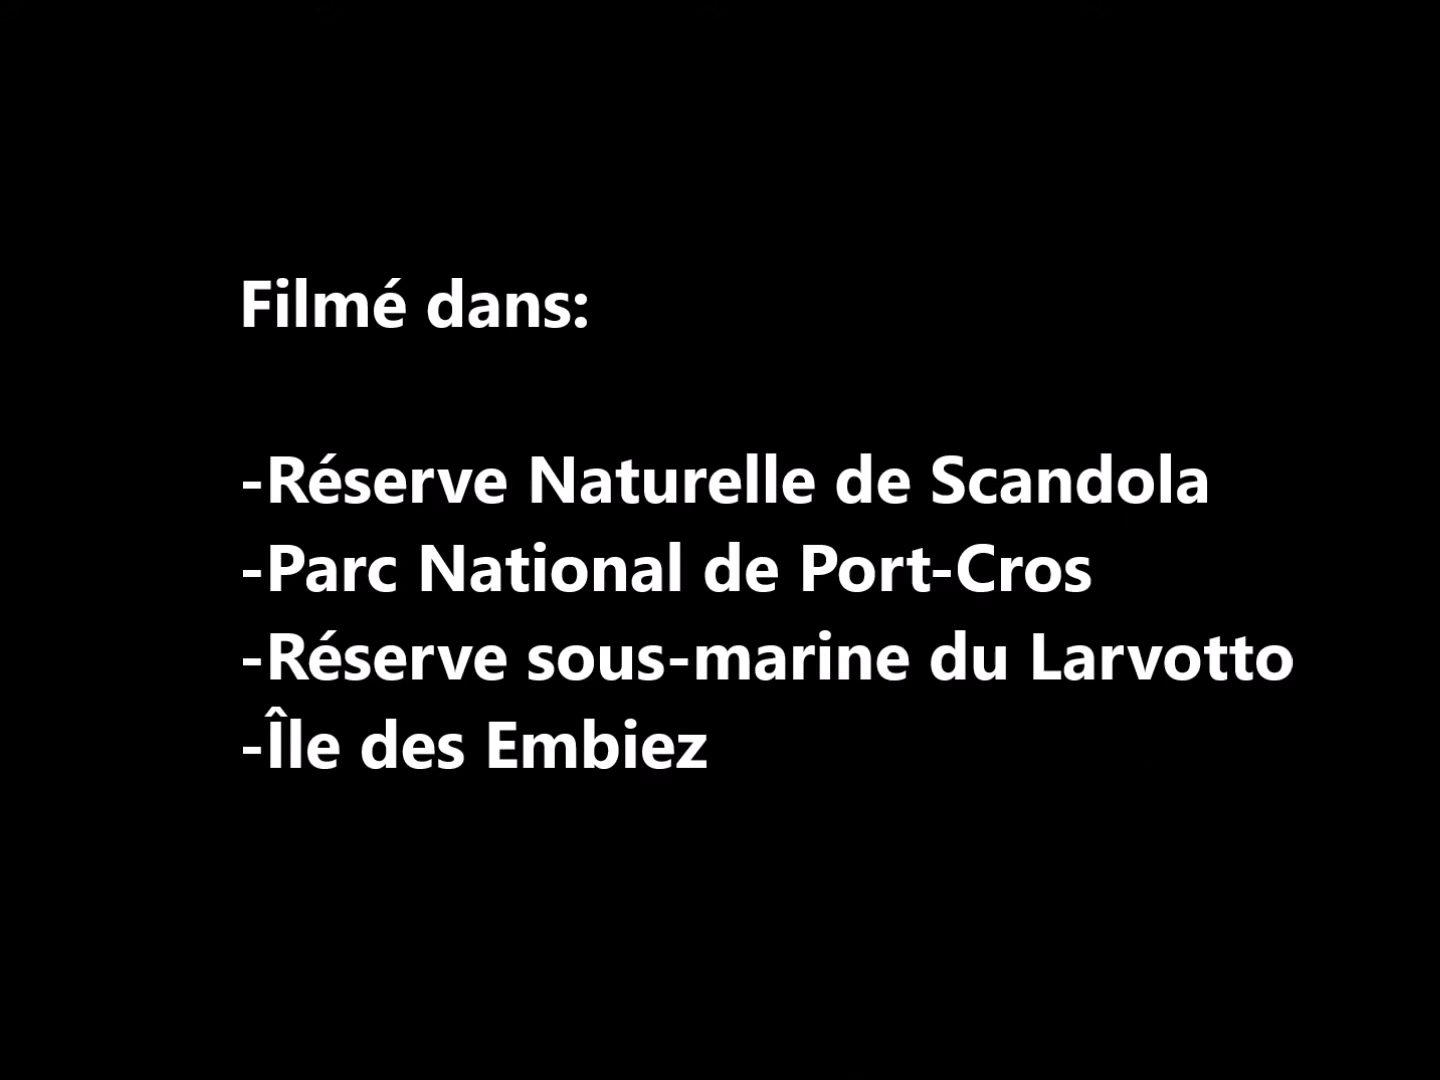 Filmé dans:
-Réserve Naturelle de Scandola
-Parc National de Port-Cros
-Réserve sous-marine du Larvotto
-Île des Embiez